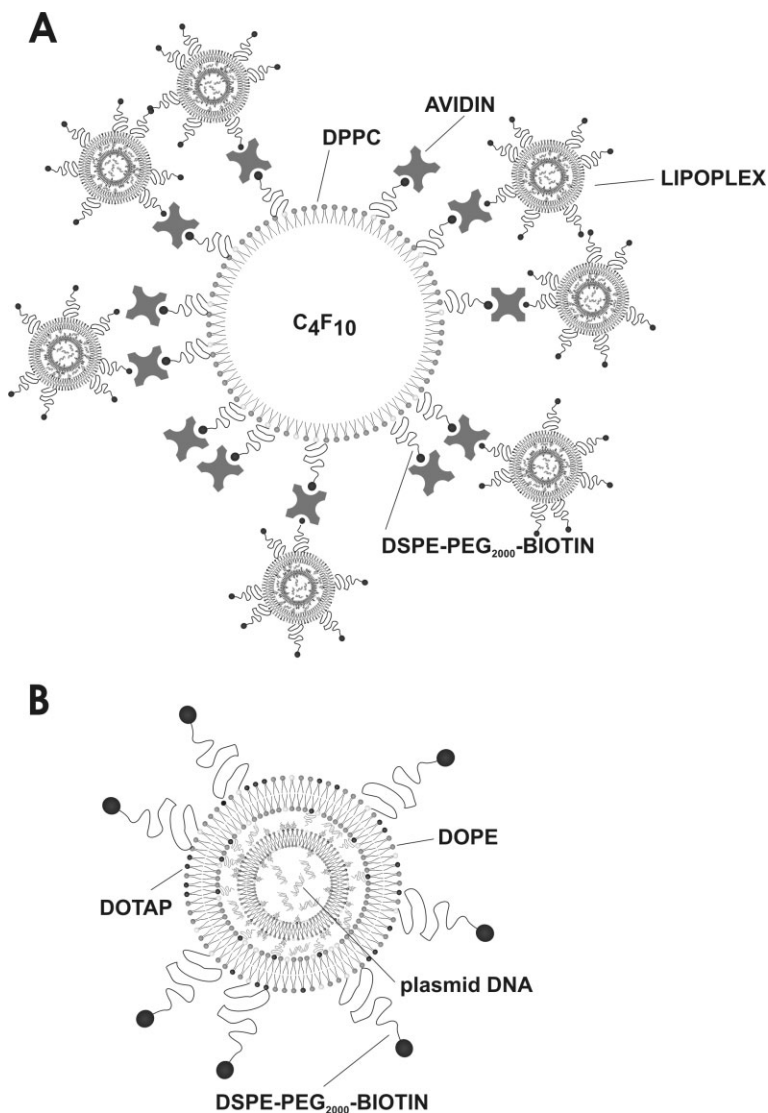 A
AVIDIN
DPPC
LIPOPLEX
C₄F₁₀
DSPE-PEG₂₀₀₀-BIOTIN
B
DOPE
DOTAP
plasmid DNA
DSPE-PEG₂₀₀₀-BIOTIN